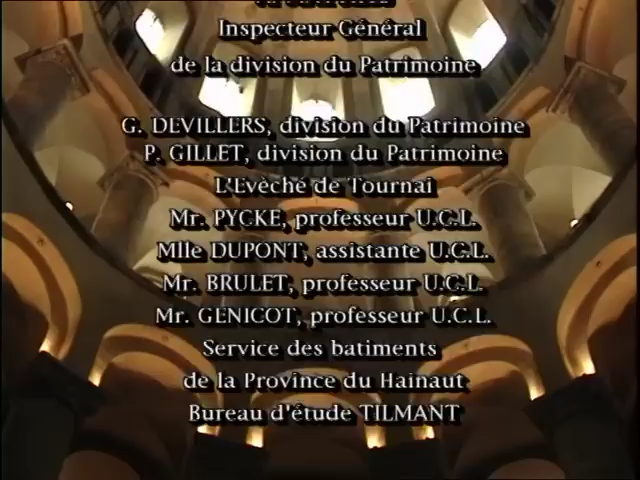 Inspecteur Général
de la division du Patrimoine
G. DEVILLERS, division du Patrimoine
P. GILLET, division du Patrimoine
L'Evèché de Tournai
Mr. PYCKE, professeur U.C.L.
Mlle DUPONT, assistante U.C.L.
Mr. BRULET, professeur U.C.L.
Mr. GENICOT, professeur U.C.L.
Service des batiments
de la Province du Hainaut
Bureau d'étude TILMANT